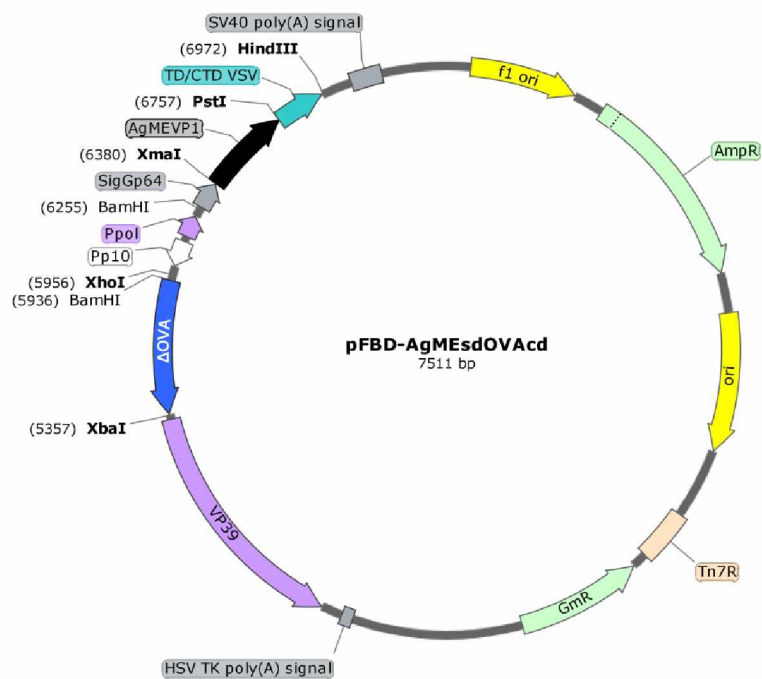 SV40 poly(A) signal
(6972) HindIII
TD/CTD VSV
(6757) PstI
AgMEVP1
(6380) XmaI
SigGp64
(6255) BamHI
PpoI
Pp10
(5956) XhoI
(5936) BamHI
ΔOVA
(5357) XbaI
VP39
HSV TK poly(A) signal
f1 ori
AmpR
ori
Tn7R
GmR
pFBD-AgMEsdOVAcd
7511 bp